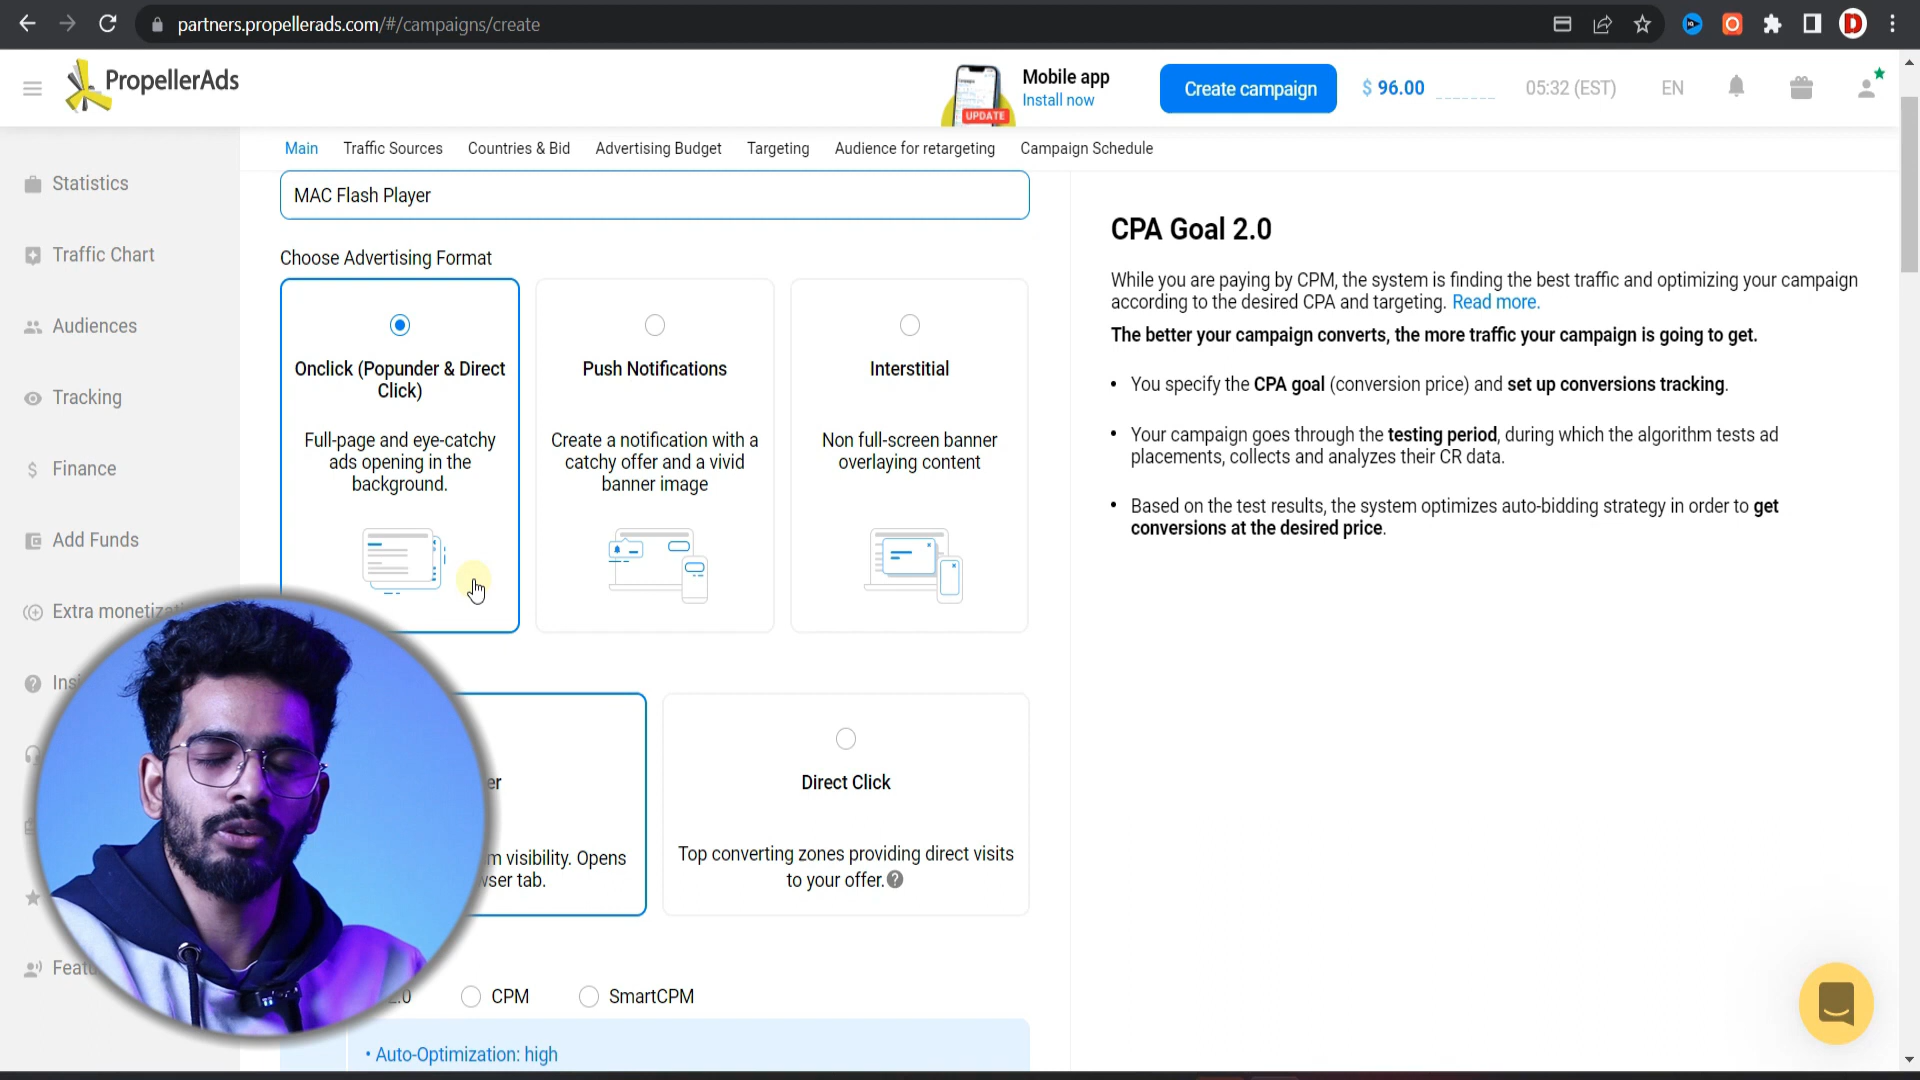 partners.propellerads.com/#/campaigns/create
PropellerAds
UPDATE
Mobile app
Install now
Create campaign
$ 96.00
05:32 (EST)
EN
Main
Traffic Sources
Countries & Bid
Advertising Budget
Targeting
Audience for retargeting
Campaign Schedule
Statistics
Traffic Chart
Audiences
Tracking
$ Finance
Add Funds
Extra monetizati
Insi
Featu
MAC Flash Player
Choose Advertising Format
Onclick (Popunder & Direct
Click)
Full-page and eye-catchy
ads opening in the
background.
Push Notifications
Create a notification with a
catchy offer and a vivid
banner image
Interstitial
Non full-screen banner
overlaying content
er
m visibility. Opens
wser tab.
Direct Click
Top converting zones providing direct visits
to your offer.?
2.0
CPM
SmartCPM
• Auto-Optimization: high
CPA Goal 2.0
While you are paying by CPM, the system is finding the best traffic and optimizing your campaign
according to the desired CPA and targeting. Read more.
The better your campaign converts, the more traffic your campaign is going to get.
• You specify the CPA goal (conversion price) and set up conversions tracking.
• Your campaign goes through the testing period, during which the algorithm tests ad
placements, collects and analyzes their CR data.
• Based on the test results, the system optimizes auto-bidding strategy in order to get
conversions at the desired price.
D